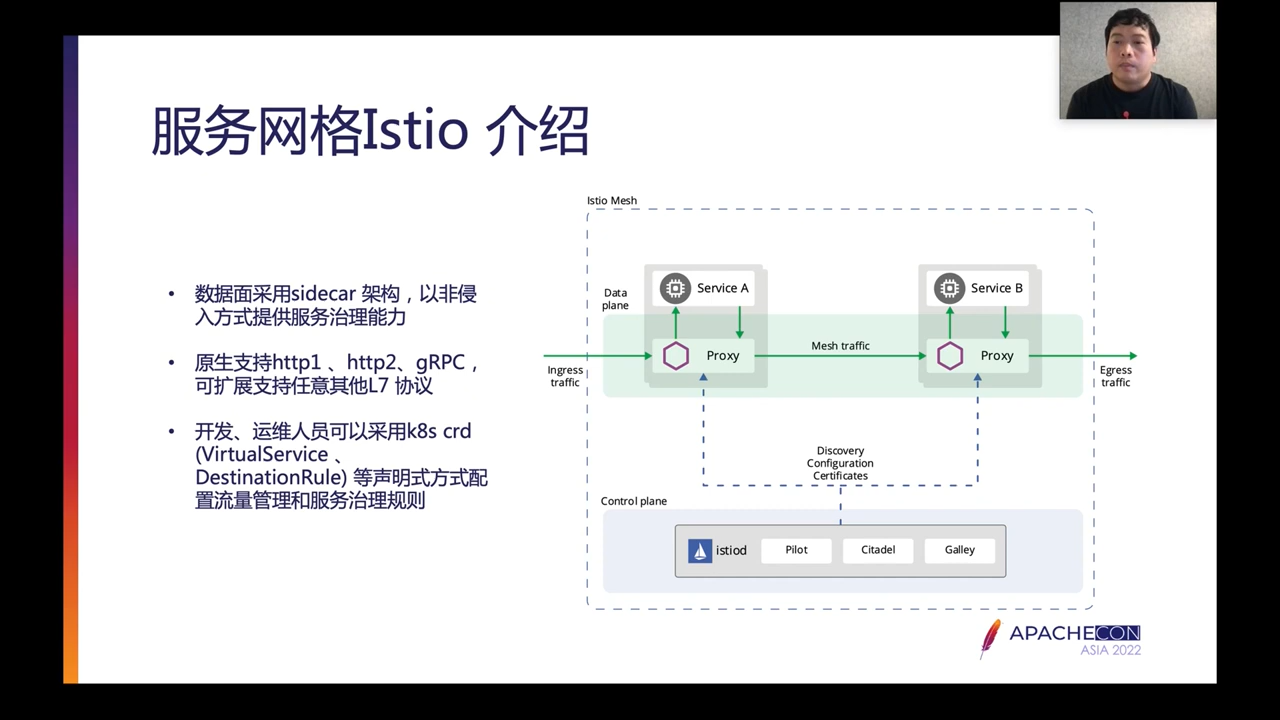 服务网格Istio 介绍
• 数据面采用sidecar 架构，以非侵
入方式提供服务治理能力
• 原生支持http1 、http2、gRPC，
可扩展支持任意其他L7 协议
• 开发、运维人员可以采用k8s crd
(VirtualService 、
DestinationRule) 等声明式方式配
置流量管理和服务治理规则
Istio Mesh
Data
plane
Service A
Service B
Proxy
Mesh traffic
Proxy
Ingress
traffic
Egress
traffic
Discovery
Configuration
Certificates
Control plane
istiod
Pilot
Citadel
Galley
APACHECON
ASIA 2022